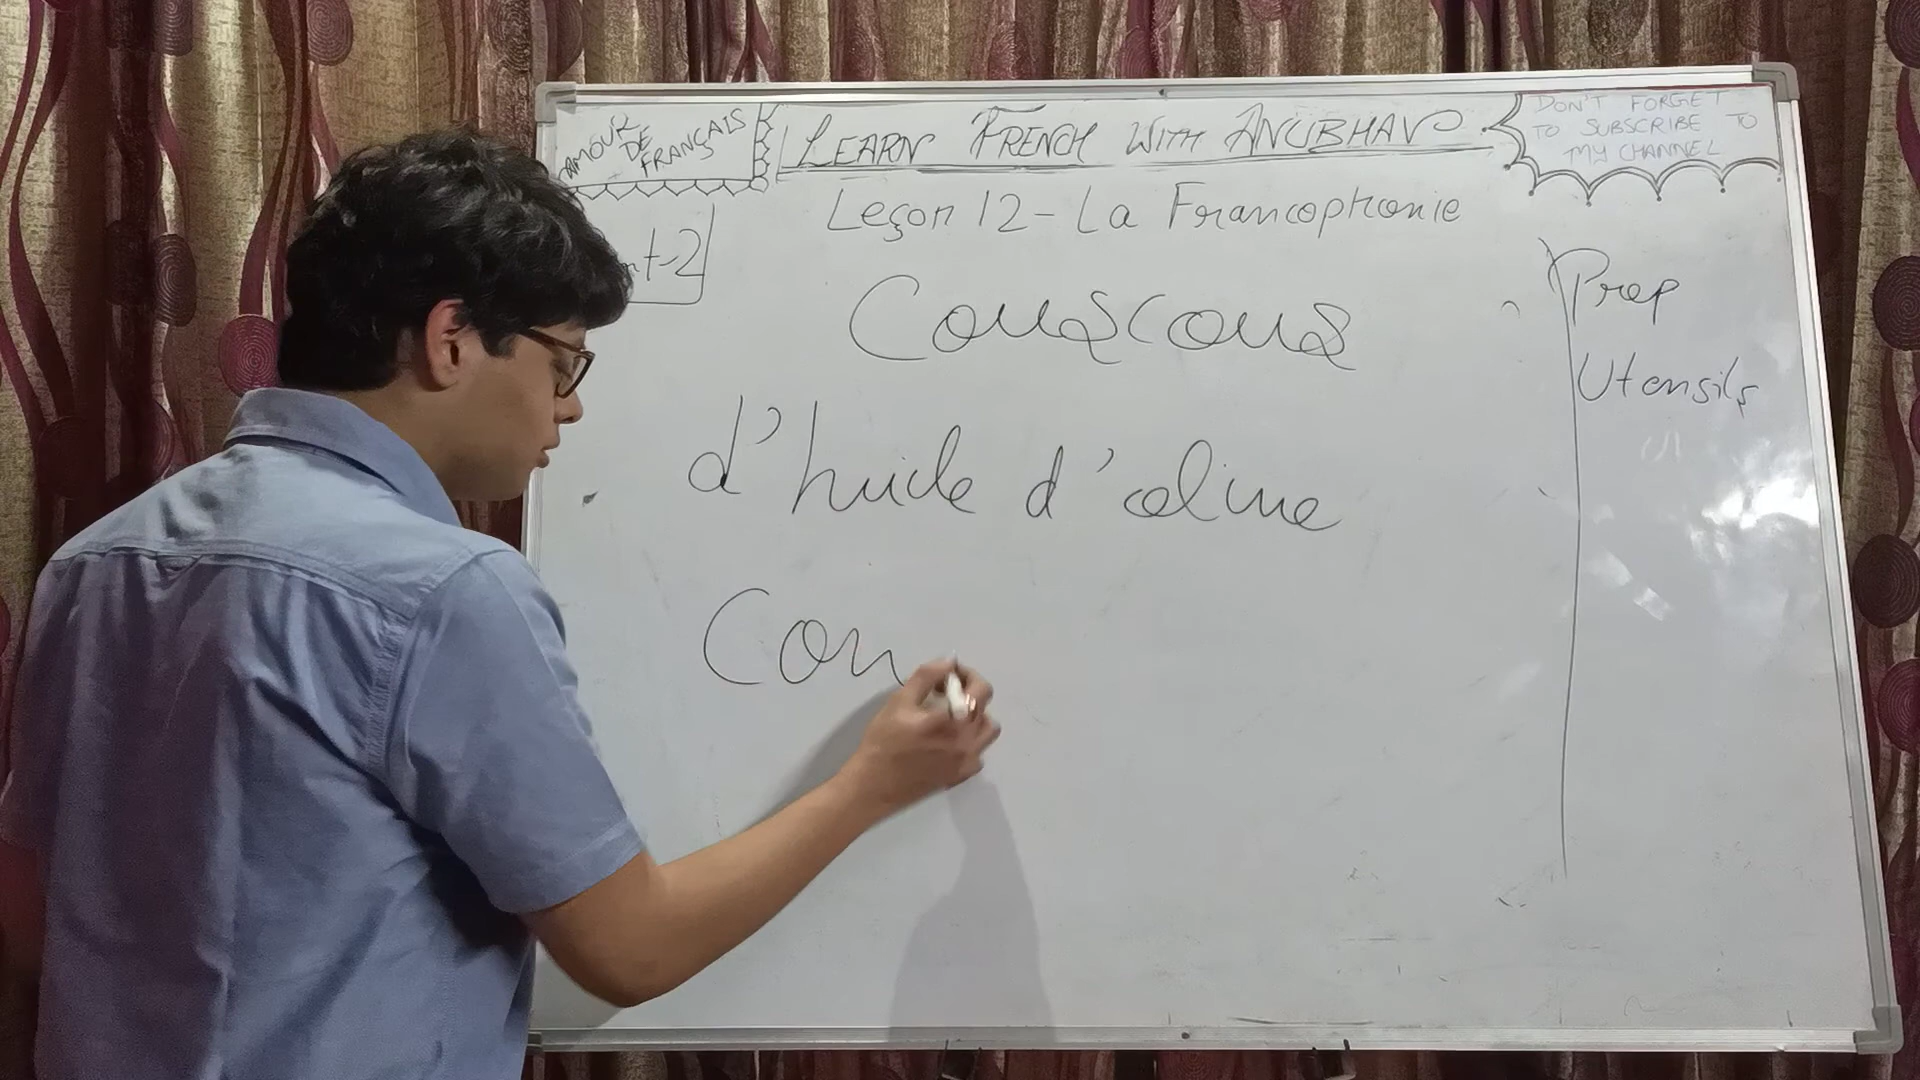 AMOUR
DE
FRANÇAIS
LEARN FRENCH WITH ANUBHAV
DON'T FORGET
TO SUBSCRIBE TO
MY CHANNEL
Leçon 12 - La Francophonie
t-2
Couscous
d'huile d'olive
Con
Prep
Utensils